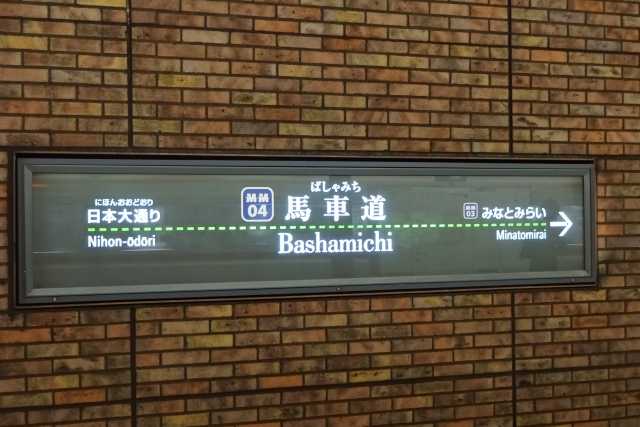 にほんおおどおり
日本大通り
Nihon-ōdōri
MM
04
ばしゃみち
馬車道
Bashamichi
MM
03
みなとみらい
Minatomirai